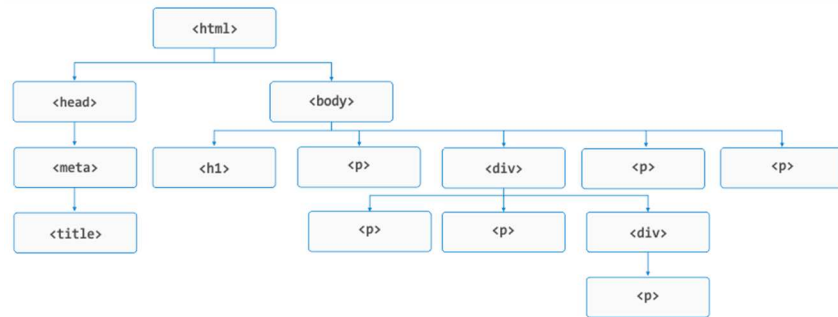 <html>
<head> <body>
<meta> <h1> <p> <div> <p> <p>
<title> <p> <p> <div>
<p>